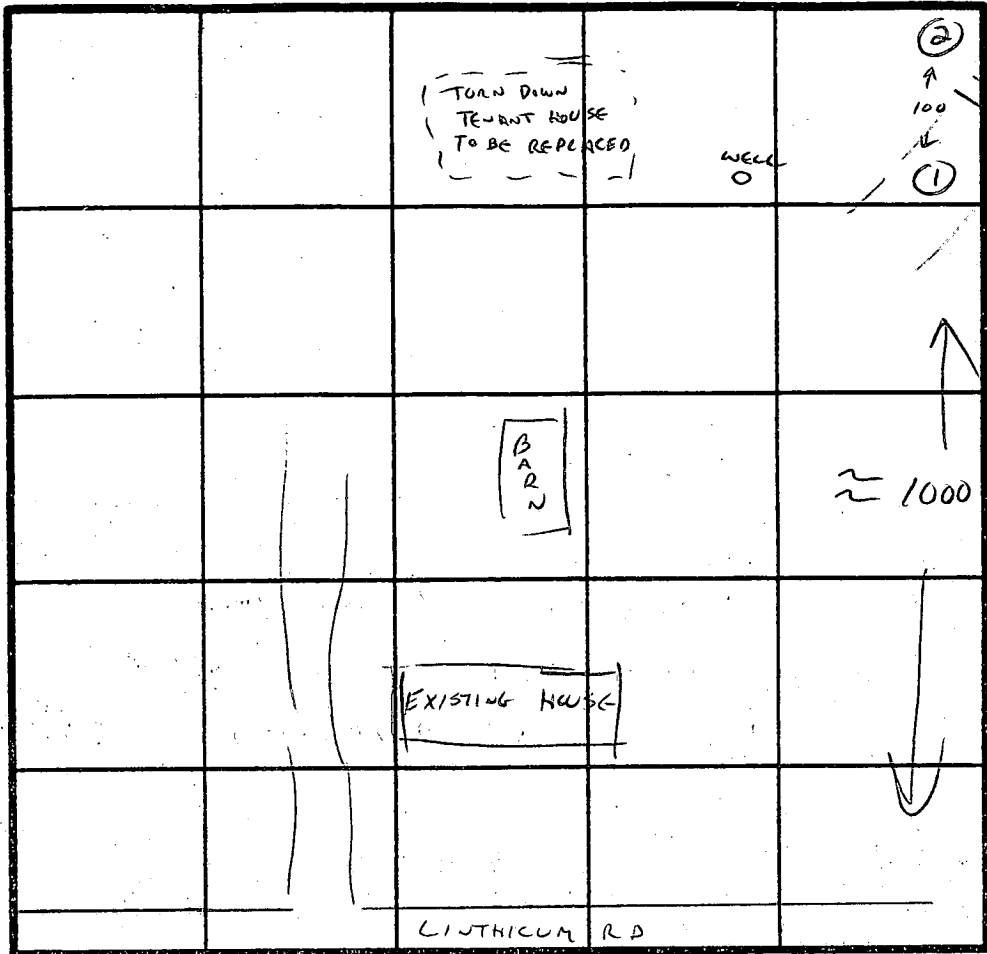 ②
TORN DOWN
TENANT HOUSE
TO BE REPLACED
100
WELL
①
BARN
≈ 1000
EXISTING HOUSE
LINTHICUM RD